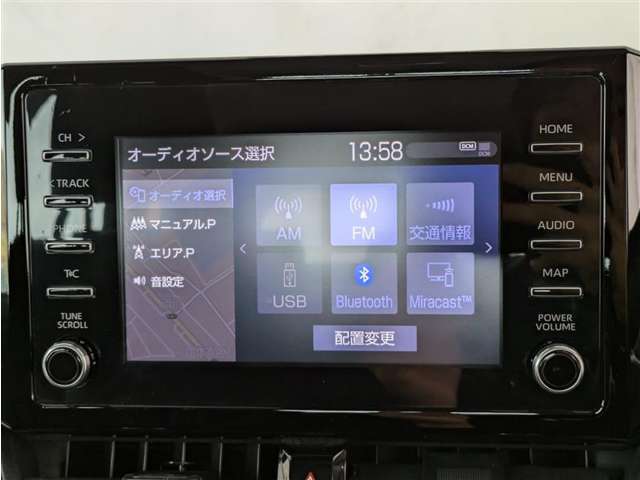 CH >
< TRACK
PHONE
T&C
TUNE
SCROLL
オーディオソース選択
13:58
DCM
DCM
オーディオ選択
マニュアル.P
エリア.P
音設定
AM
FM
交通情報
USB
Bluetooth
Miracast™
配置変更
HOME
MENU
AUDIO
MAP
POWER
VOLUME